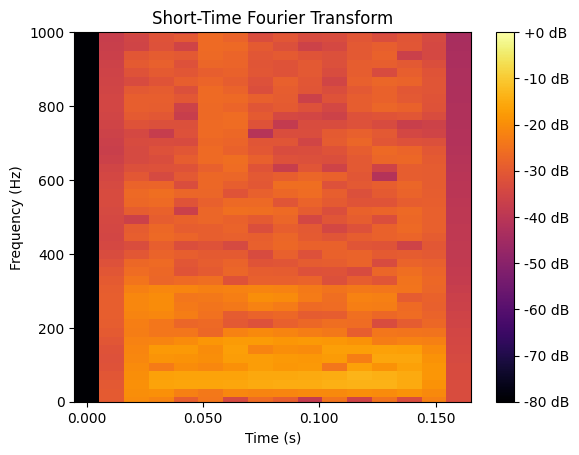 Short-Time Fourier Transform
1000
800
600
400
200
0
Frequency (Hz)
0.000
0.050
0.100
0.150
Time (s)
+0 dB
-10 dB
-20 dB
-30 dB
-40 dB
-50 dB
-60 dB
-70 dB
-80 dB